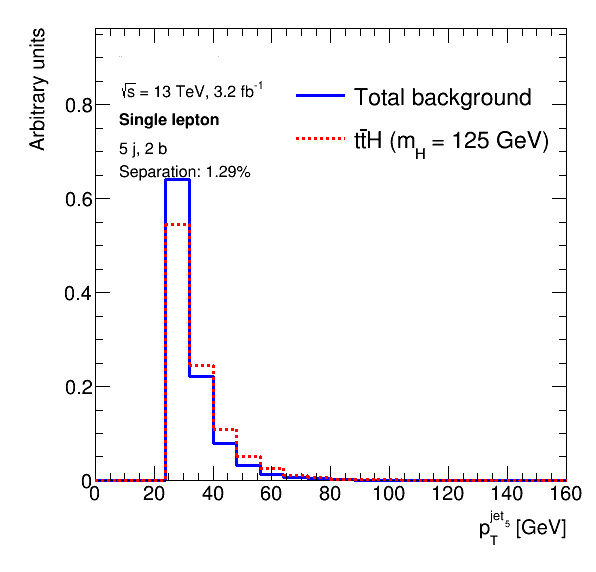 Arbitrary units
√s = 13 TeV, 3.2 fb⁻¹
Single lepton
5 j, 2 b
Separation: 1.29%
Total background
tt̄H (m_H = 125 GeV)
0.8
0.6
0.4
0.2
0
0 20 40 60 80 100 120 140 160
p_T^{jet_5} [GeV]